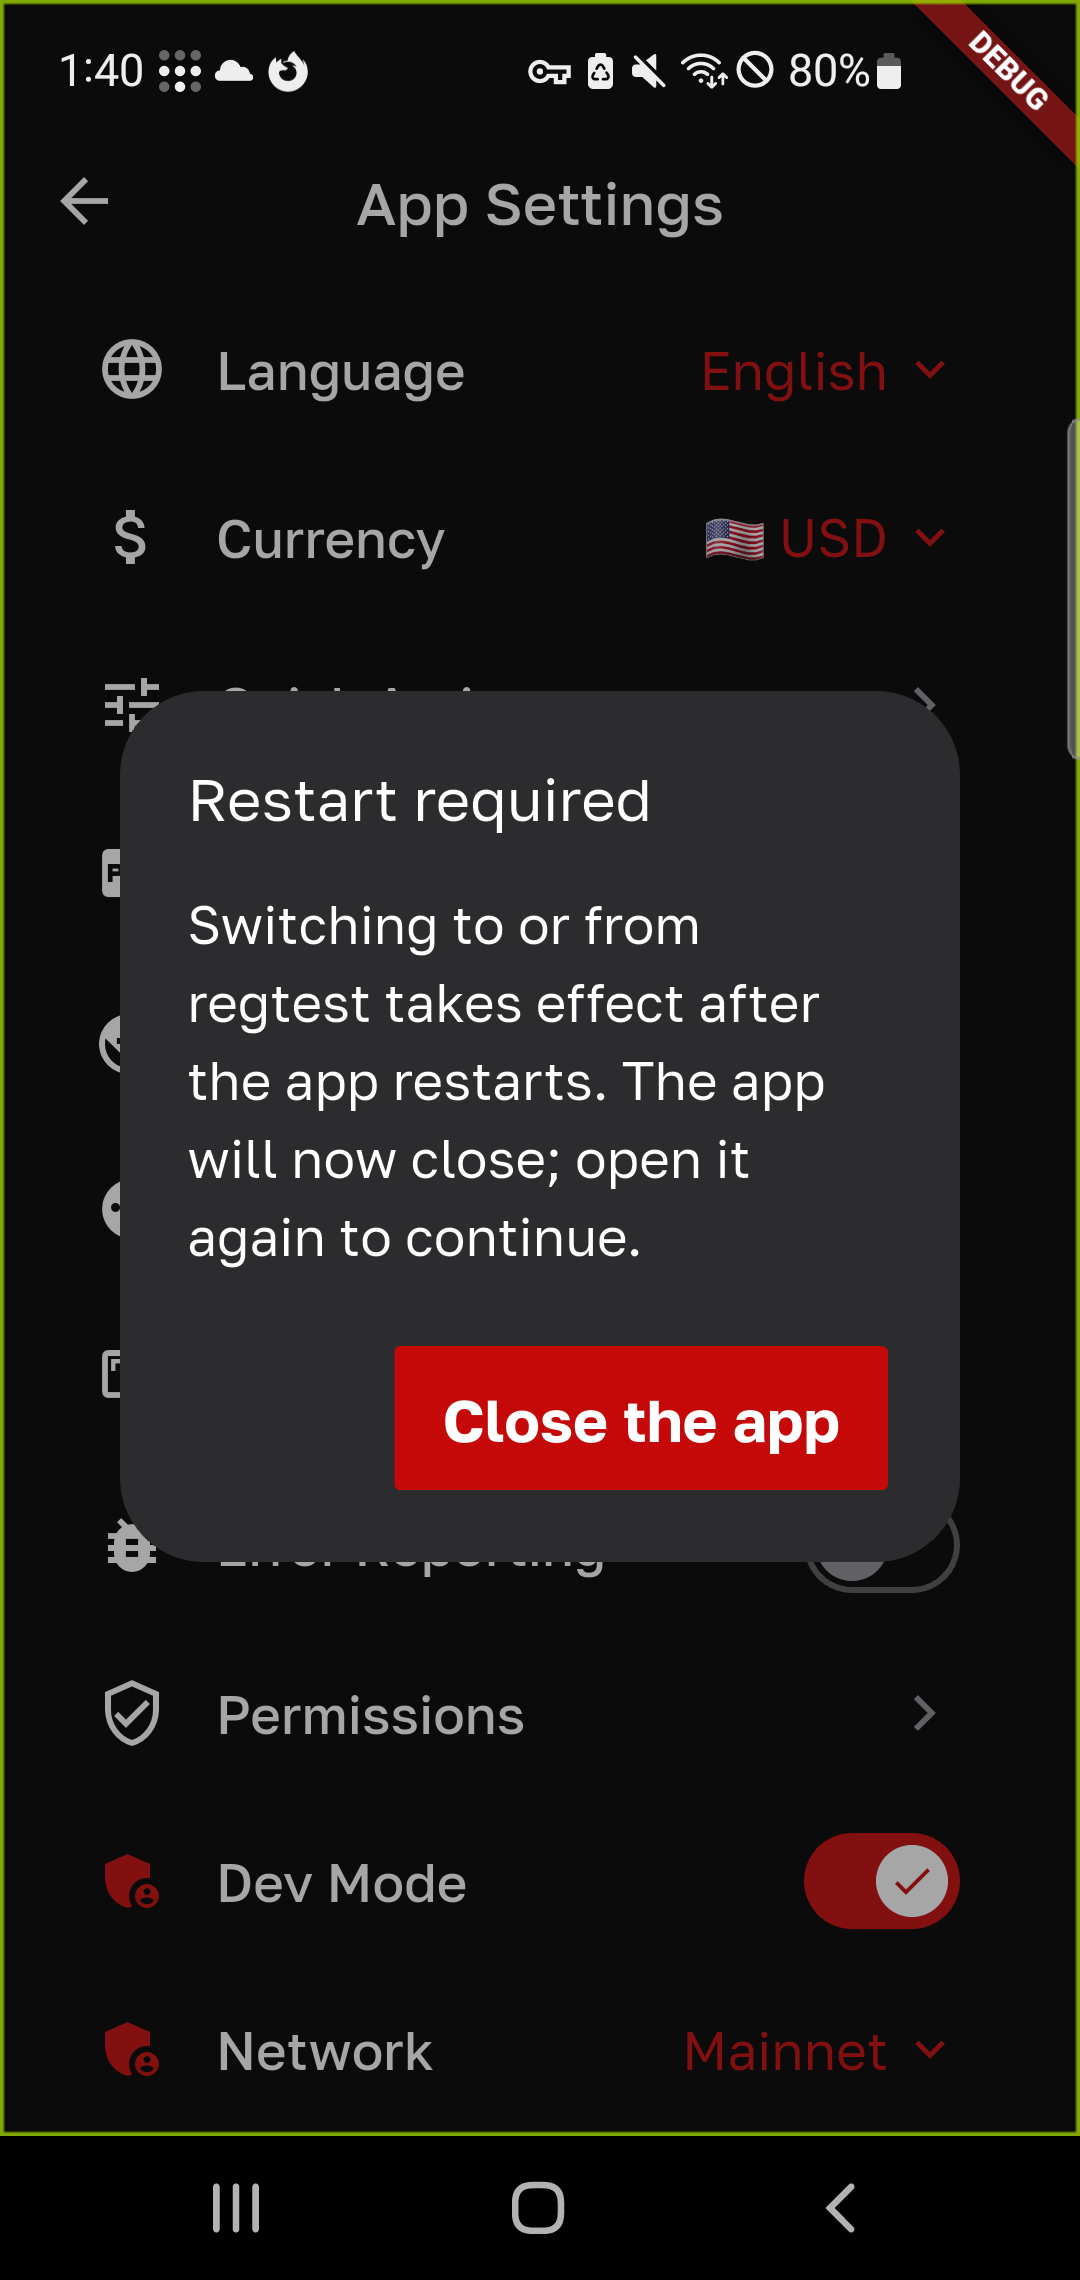 1:40
80%
DEBUG
App Settings
Language English
Currency USD
Restart required
Switching to or from
regtest takes effect after
the app restarts. The app
will now close; open it
again to continue.
Close the app
Error Reporting
Permissions
Dev Mode
Network Mainnet